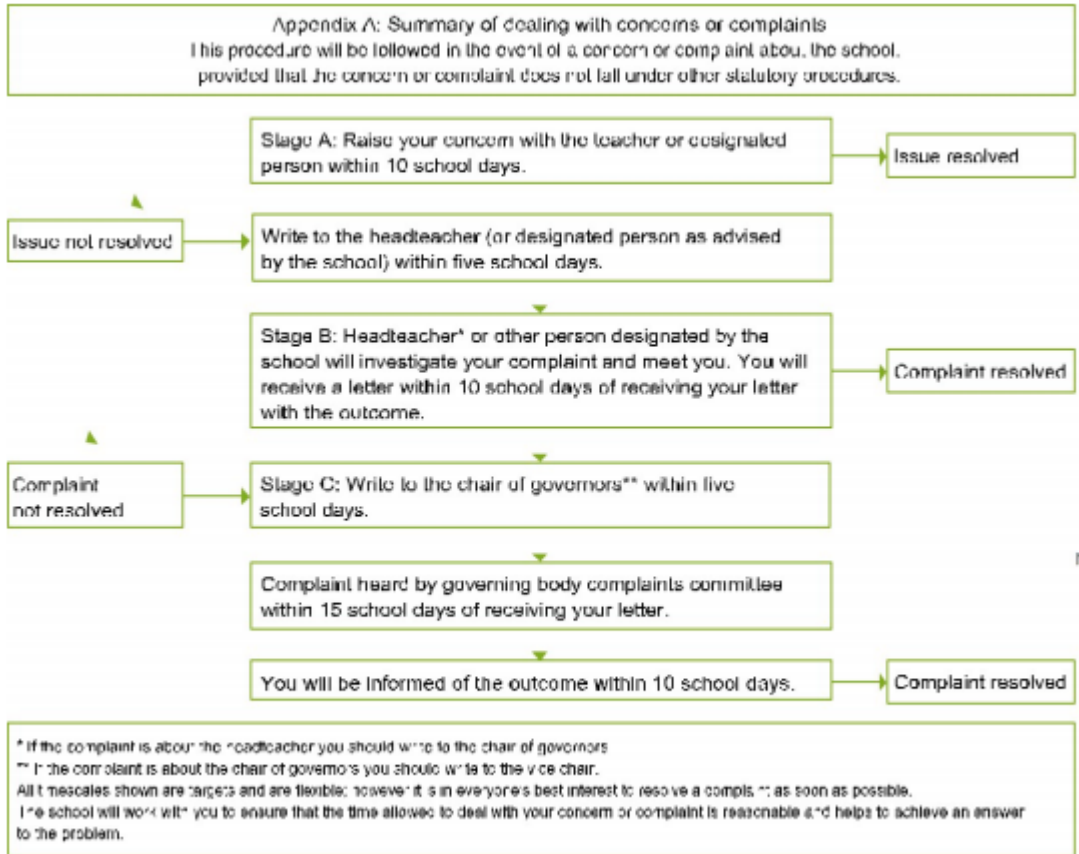 Appendix A: Summary of dealing with concerns or complaints
This procedure will be followed in the event of a concern or complaint about the school,
provided that the concern or complaint does not fall under other statutory procedures.
Stage A: Raise your concern with the teacher or designated
person within 10 school days.
Issue resolved
Issue not resolved
Write to the headteacher (or designated person as advised
by the school) within five school days.
Stage B: Headteacher* or other person designated by the
school will investigate your complaint and meet you. You will
receive a letter within 10 school days of receiving your letter
with the outcome.
Complaint resolved
Complaint
not resolved
Stage C: Write to the chair of governors** within five
school days.
Complaint heard by governing body complaints committee
within 15 school days of receiving your letter.
You will be informed of the outcome within 10 school days.
Complaint resolved
* If the complaint is about the headteacher you should write to the chair of governors
** If the complaint is about the chair of governors you should write to the vice chair.
All timescales shown are targets and are flexible; however it is in everyone's best interest to resolve a complaint as soon as possible.
The school will work with you to ensure that the time allowed to deal with your concern or complaint is reasonable and helps to achieve an answer
to the problem.